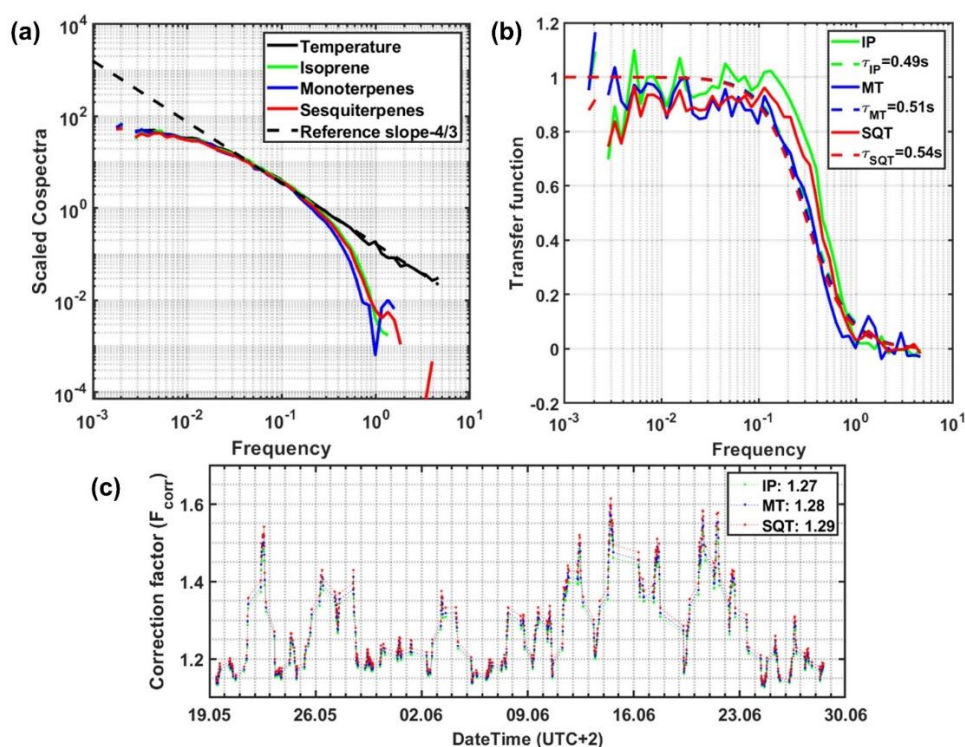 (a)
Scaled Cospectra
10^4
10^2
10^0
10^-2
10^-4
Temperature
Isoprene
Monoterpenes
Sesquiterpenes
Reference slope-4/3
10^-3
10^-2
10^-1
10^0
10^1
Frequency
(b)
Transfer function
1.2
1
0.8
0.6
0.4
0.2
0
-0.2
IP
τ_IP=0.49s
MT
τ_MT=0.51s
SQT
τ_SQT=0.54s
10^-3
10^-2
10^-1
10^0
10^1
Frequency
(c)
Correction factor (F_corr)
1.6
1.4
1.2
IP: 1.27
MT: 1.28
SQT: 1.29
19.05
26.05
02.06
09.06
16.06
23.06
30.06
DateTime (UTC+2)